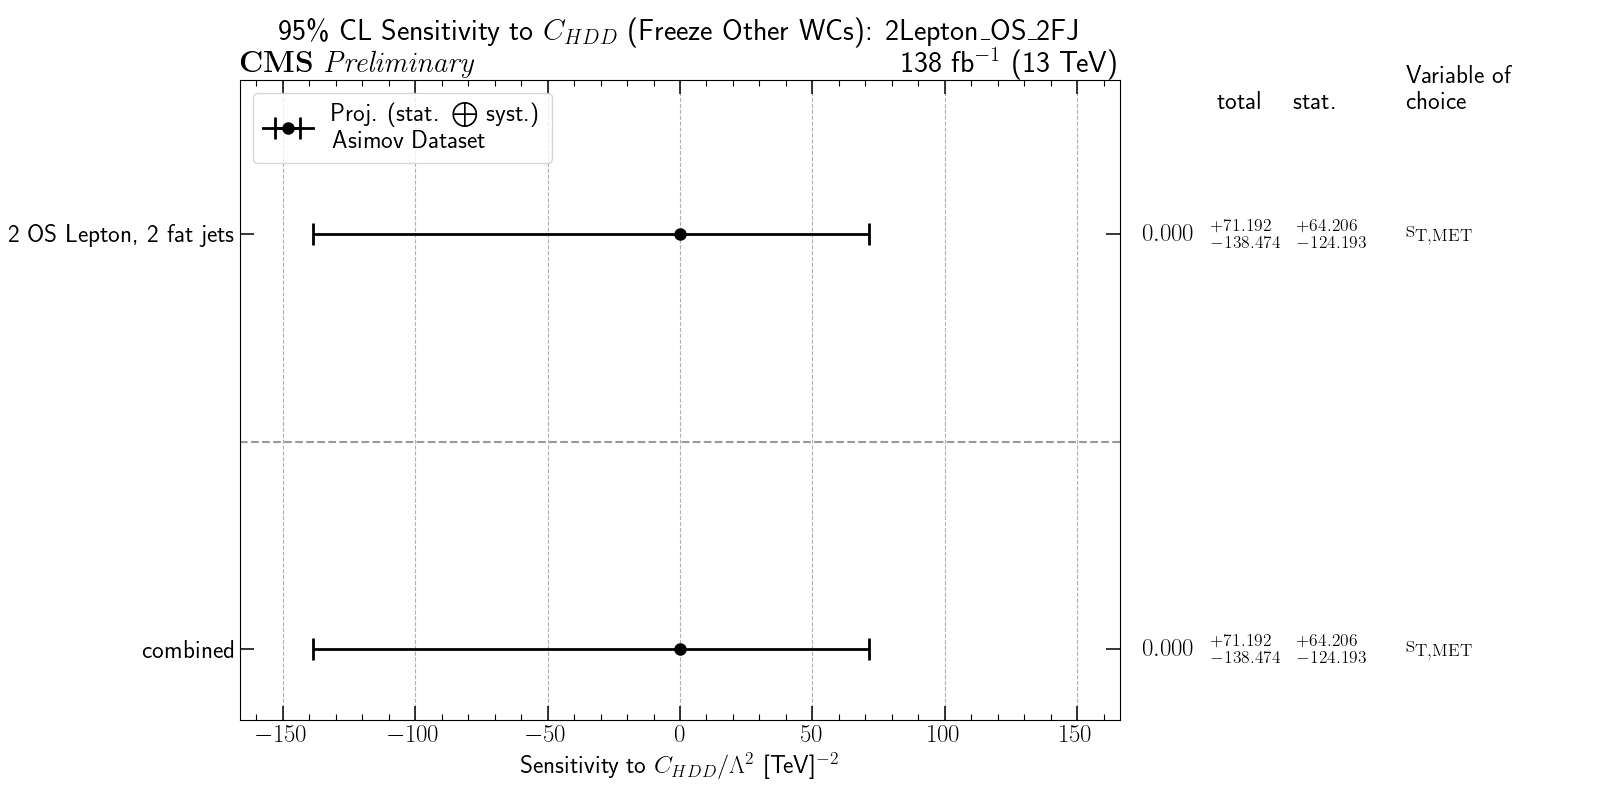 95% CL Sensitivity to C_HDD (Freeze Other WCs): 2Lepton_OS_2FJ
CMS Preliminary 138 fb⁻¹ (13 TeV)
Variable of
total stat. choice
Proj. (stat. ⨁ syst.)
Asimov Dataset
2 OS Lepton, 2 fat jets 0.000 +71.192 −138.474 +64.206 −124.193 S_T,MET
combined 0.000 +71.192 −138.474 +64.206 −124.193 S_T,MET
−150 −100 −50 0 50 100 150
Sensitivity to C_HDD/Λ² [TeV]⁻²